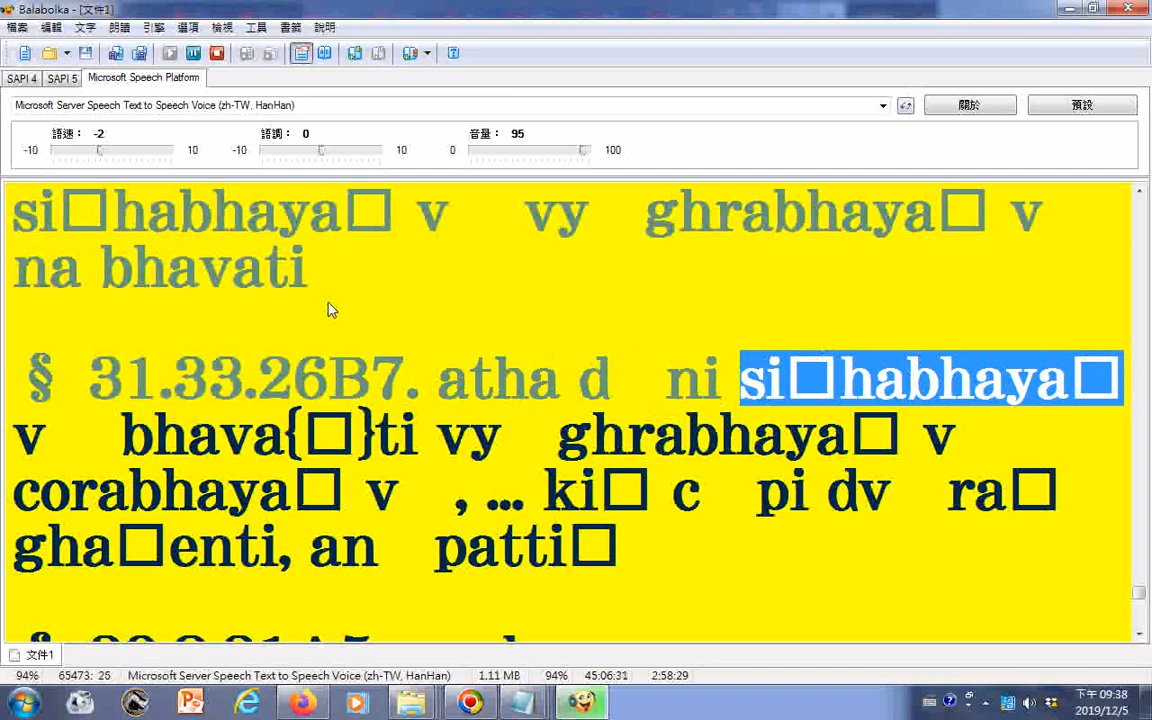 Balabolka - [文件1]
檔案 編輯 文字 朗讀 引擎 選項 檢視 工具 書籤 說明
SAPI 4 SAPI 5 Microsoft Speech Platform
Microsoft Server Speech Text to Speech Voice (zh-TW, HanHan) 關於 預設
語速： -2 語調： 0 音量： 95
-10 10 -10 10 0 100
si□habhaya□ v vy ghrabhaya□ v
na bhavati
§ 31.33.26B7. atha d ni si□habhaya□
v bhava{□}ti vy ghrabhaya□ v
corabhaya□ v , ... ki□ c pi dv ra□
gha□enti, an patti□
文件1
94% 65473: 25 Microsoft Server Speech Text to Speech Voice (zh-TW, HanHan) 1.11 MB 94% 45:06:31 2:58:29
下午 09:38
2019/12/5